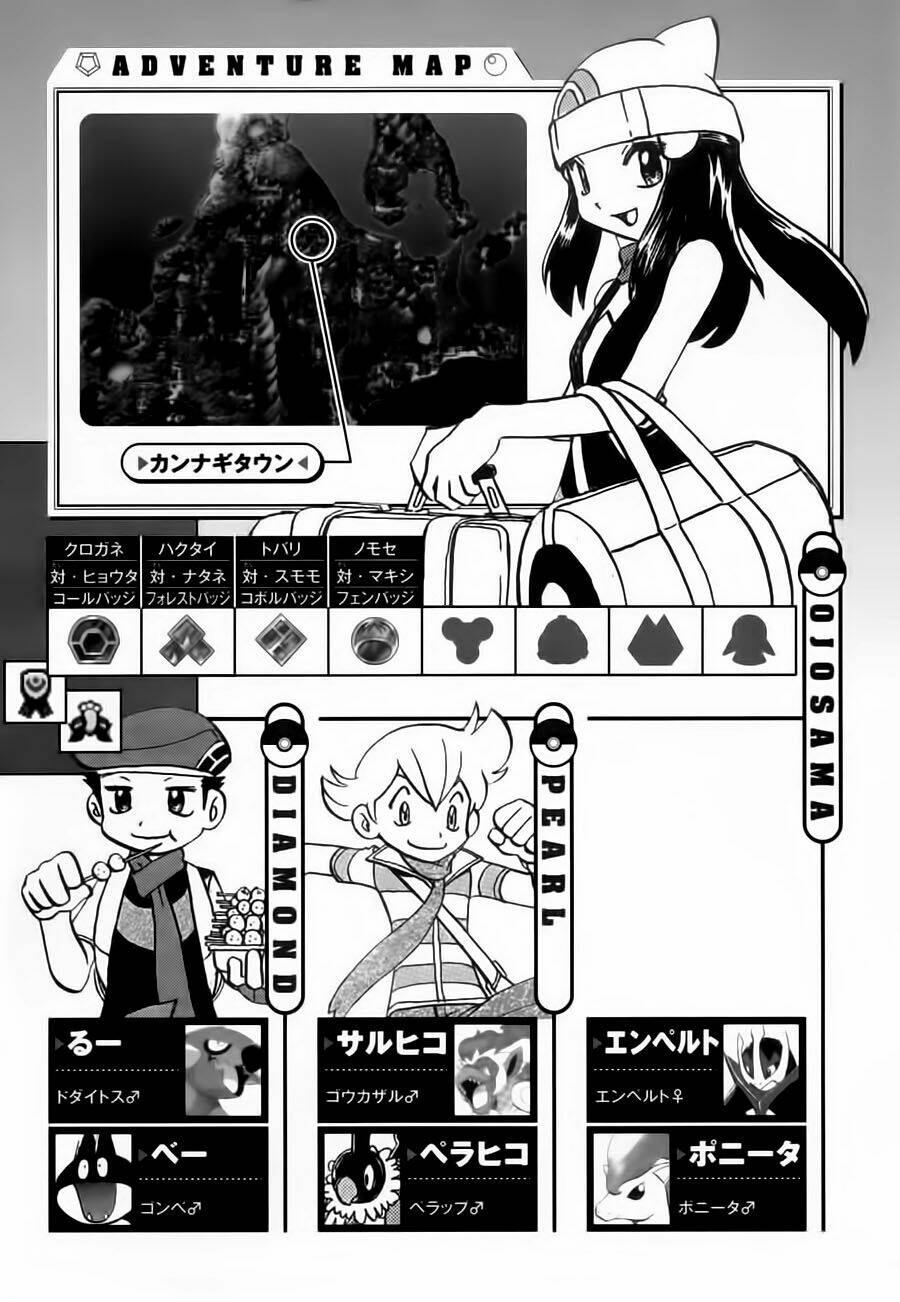 ADVENTURE MAP
カンナギタウン
クロガネ
対・ヒョウタ
コールバッジ
ハクタイ
対・ナタネ
フォレストバッジ
トバリ
対・スモモ
コボルバッジ
ノモセ
対・マキシ
フェンバッジ
OJOSAMA
DIAMOND
PEARL
るー
ドダイトス♂
べー
ゴンベ♂
サルヒコ
ゴウカザル♂
ペラヒコ
ペラップ♂
エンペルト
エンペルト♀
ポニータ
ポニータ♂